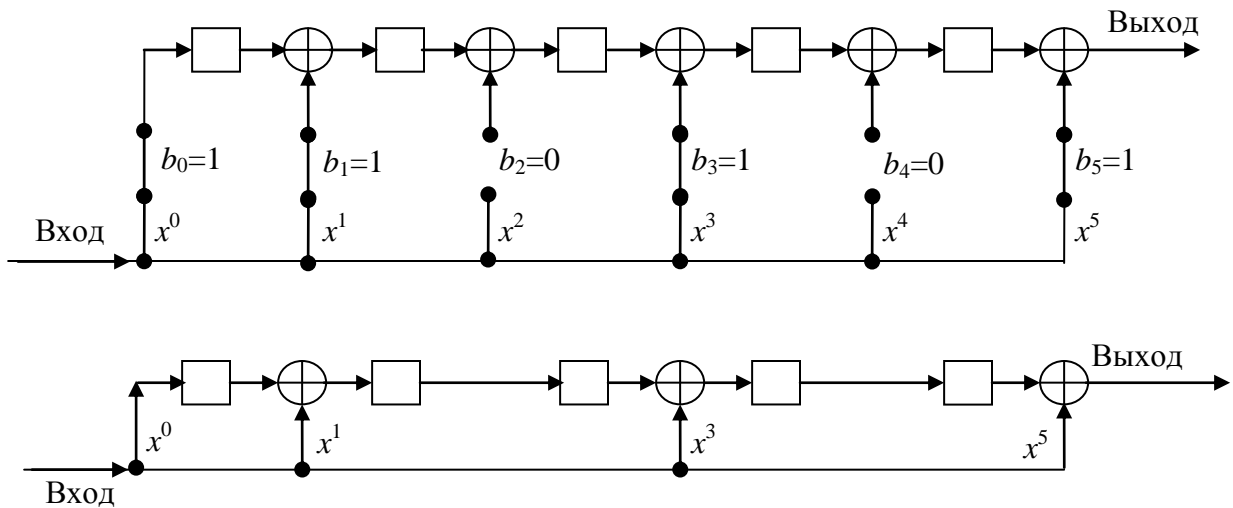 Выход
b₀=1 b₁=1 b₂=0 b₃=1 b₄=0 b₅=1
Вход x⁰ x¹ x² x³ x⁴ x⁵
Выход
x⁰ x¹ x³ x⁵
Вход